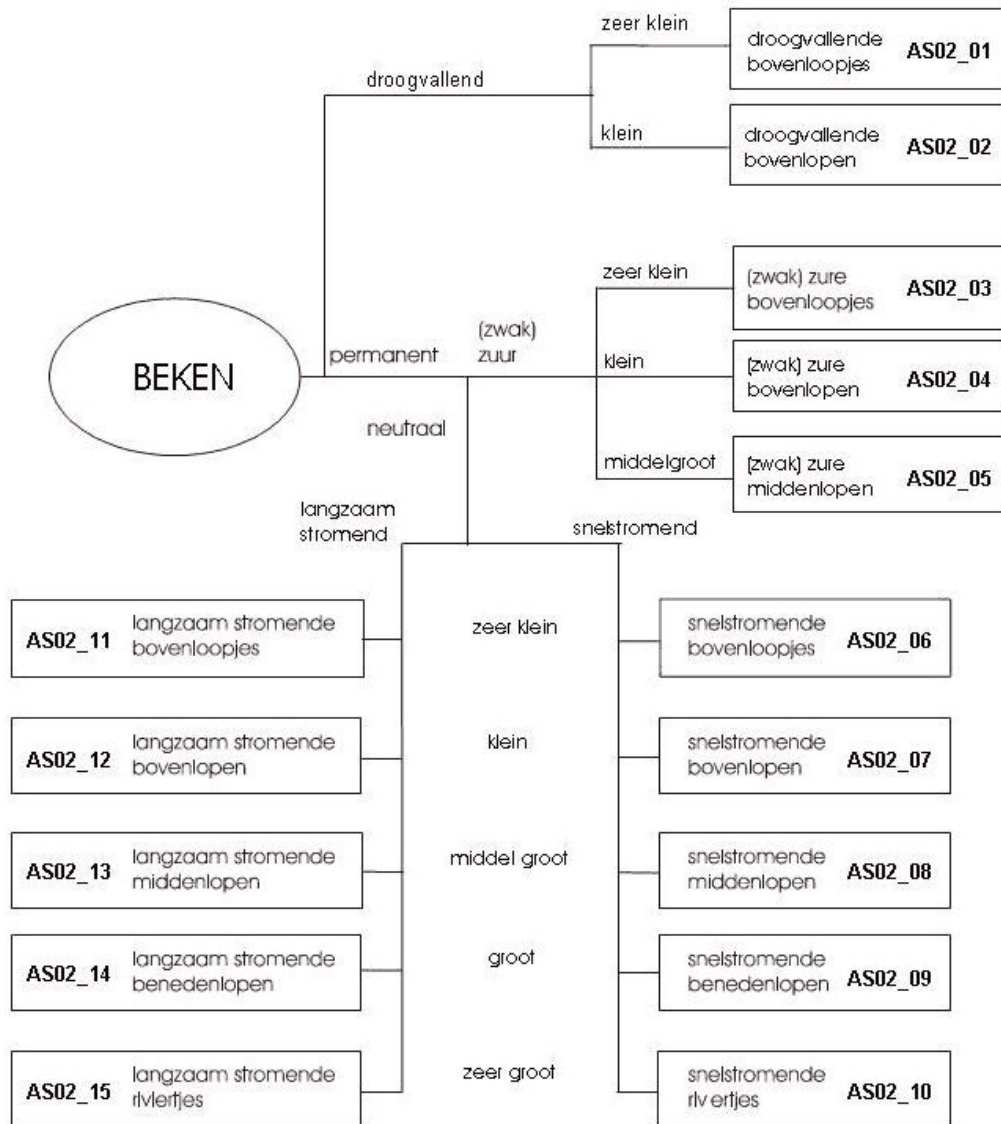 zeer klein
droogvallende
bovenloopjes
AS02_01
droogvallend
klein
droogvallende
bovenlopen
AS02_02
zeer klein
(zwak) zure
bovenloopjes
AS02_03
BEKEN
permanent
(zwak)
zuur
klein
(zwak) zure
bovenlopen
AS02_04
neutraal
middelgroot
(zwak) zure
middenlopen
AS02_05
langzaam
stromend
snelstromend
AS02_11
langzaam stromende
bovenloopjes
zeer klein
snelstromende
bovenloopjes
AS02_06
AS02_12
langzaam stromende
bovenlopen
klein
snelstromende
bovenlopen
AS02_07
AS02_13
langzaam stromende
middenlopen
middel groot
snelstromende
middenlopen
AS02_08
AS02_14
langzaam stromende
benedenlopen
groot
snelstromende
benedenlopen
AS02_09
AS02_15
langzaam stromende
riviertjes
zeer groot
snelstromende
riv ertjes
AS02_10